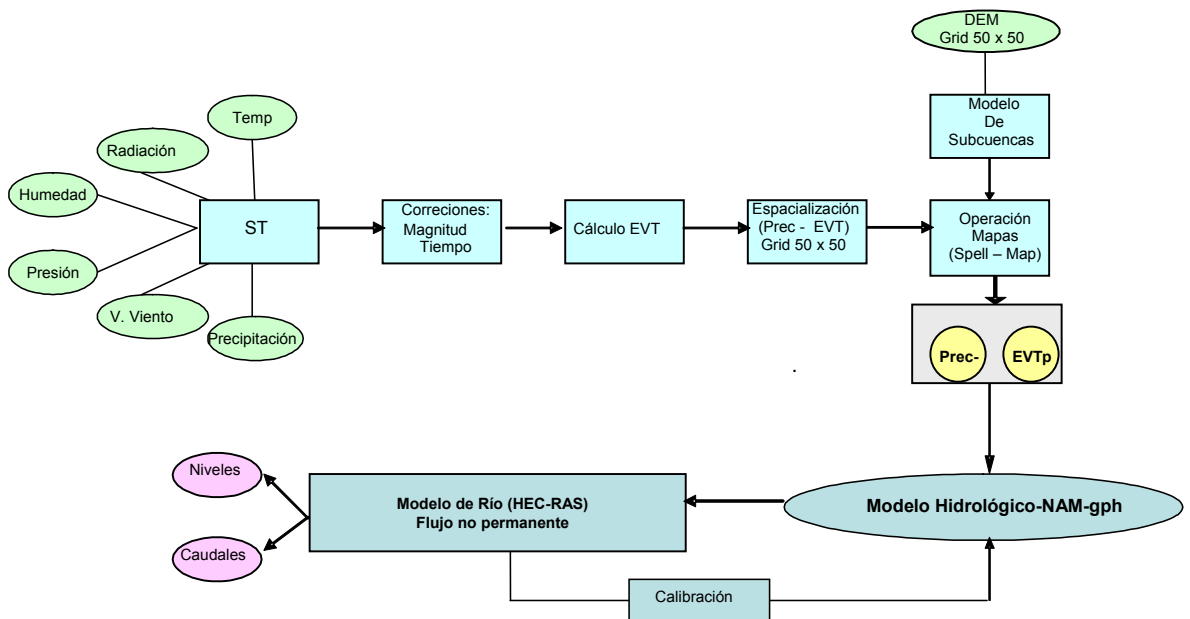 DEM
Grid 50 x 50
Temp
Modelo
De
Subcuencas
Radiación
Humedad
ST
Correciones:
Magnitud
Tiempo
Cálculo EVT
Espacialización
(Prec - EVT)
Grid 50 x 50
Operación
Mapas
(Spell – Map)
Presión
V. Viento
Precipitación
Prec-
EVTp
.
Niveles
Modelo de Río (HEC-RAS)
Flujo no permanente
Modelo Hidrológico-NAM-gph
Caudales
Calibración